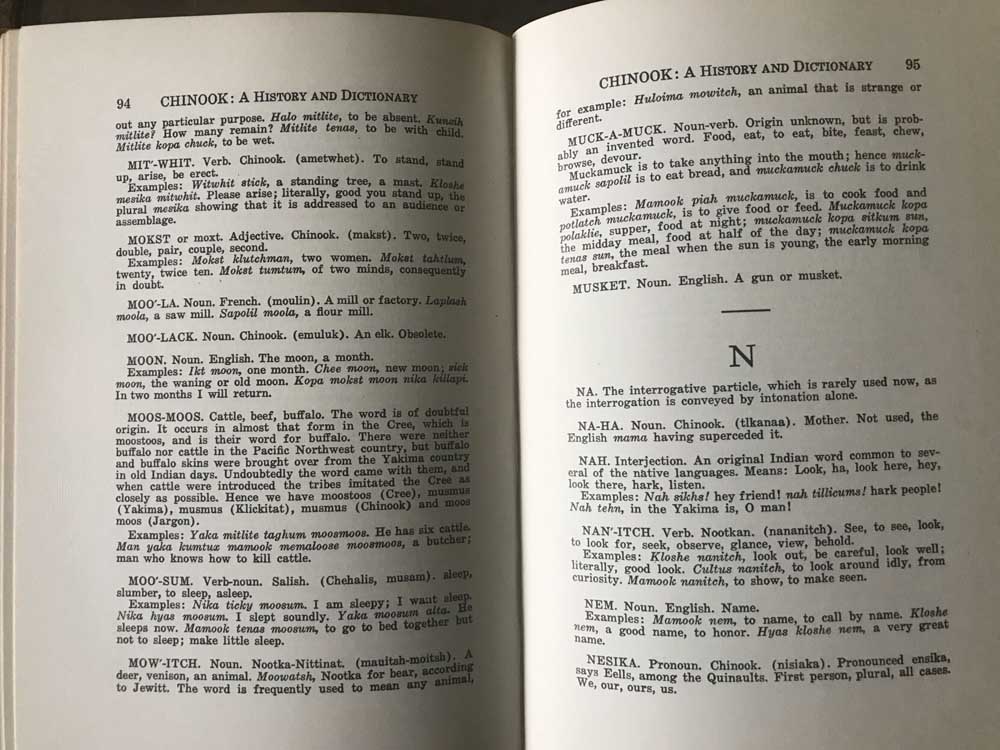 94 CHINOOK: A HISTORY AND DICTIONARY
out any particular purpose. Halo mitlite, to be absent. Kunsih
mitlite? How many remain? Mitlite tenas, to be with child.
Mitlite kopa chuck, to be wet.
MIT'-WHIT. Verb. Chinook. (ametwhet). To stand, stand
up, arise, be erect.
Examples: Witwhit stick, a standing tree, a mast. Kloshe
mesika mitwhit. Please arise; literally, good you stand up, the
plural mesika showing that it is addressed to an audience or
assemblage.
MOKST or moxt. Adjective. Chinook. (makst). Two, twice,
double, pair, couple, second.
Examples: Mokst klutchman, two women. Mokst tahtlum,
twenty, twice ten. Mokst tumtum, of two minds, consequently
in doubt.
MOO'-LA. Noun. French. (moulin). A mill or factory. Laplash
moola, a saw mill. Sapolil moola, a flour mill.
MOO'-LACK. Noun. Chinook. (emuluk). An elk. Obsolete.
MOON. Noun. English. The moon, a month.
Examples: Ikt moon, one month. Chee moon, new moon; sick
moon, the waning or old moon. Kopa mokst moon nika killapi.
In two months I will return.
MOOS-MOOS. Cattle, beef, buffalo. The word is of doubtful
origin. It occurs in almost that form in the Cree, which is
moostoos, and is their word for buffalo. There were neither
buffalo nor cattle in the Pacific Northwest country, but buffalo
and buffalo skins were brought over from the Yakima country
in old Indian days. Undoubtedly the word came with them, and
when cattle were introduced the tribes imitated the Cree as
closely as possible. Hence we have moostoos (Cree), musmus
(Yakima), musmus (Klickitat), musmus (Chinook) and moos
moos (Jargon).
Examples: Yaka mitlite taghum moosmoos. He has six cattle.
Man yaka kumtux mamook memaloose moosmoos, a butcher;
man who knows how to kill cattle.
MOO'-SUM. Verb-noun. Salish. (Chehalis, musam). sleep,
slumber, to sleep, asleep.
Examples: Nika ticky moosum. I am sleepy; I want sleep.
Nika hyas moosum. I slept soundly. Yaka moosum alta. He
sleeps now. Mamook tenas moosum, to go to bed together but
not to sleep; make little sleep.
MOW'-ITCH. Noun. Nootka-Nittinat. (mauitsh-moitsh). A
deer, venison, an animal. Moowatsh, Nootka for bear, according
to Jewitt. The word is frequently used to mean any animal,
CHINOOK: A HISTORY AND DICTIONARY 95
for example: Huloima mowitch, an animal that is strange or
different.
MUCK-A-MUCK. Noun-verb. Origin unknown, but is prob-
ably an invented word. Food, eat, to eat, bite, feast, chew,
browse, devour.
Muckamuck is to take anything into the mouth; hence muck-
amuck sapolil is to eat bread, and muckamuck chuck is to drink
water.
Examples: Mamook piah muckamuck, is to cook food and
potlatch muckamuck, is to give food or feed. Muckamuck kopa
polaklie, supper, food at night; muckamuck kopa sitkum sun,
the midday meal, food at half of the day; muckamuck kopa
tenas sun, the meal when the sun is young, the early morning
meal, breakfast.
MUSKET. Noun. English. A gun or musket.
N
NA. The interrogative particle, which is rarely used now, as
the interrogation is conveyed by intonation alone.
NA-HA. Noun. Chinook. (tlkanaa). Mother. Not used, the
English mama having superceded it.
NAH. Interjection. An original Indian word common to sev-
eral of the native languages. Means: Look, ha, look here, hey,
look there, hark, listen.
Examples: Nah sikhs! hey friend! nah tillicums! hark people!
Nah tehn, in the Yakima is, O man!
NAN'-ITCH. Verb. Nootkan. (nananitch). See, to see, look,
to look for, seek, observe, glance, view, behold.
Examples: Kloshe nanitch, look out, be careful, look well;
literally, good look. Cultus nanitch, to look around idly, from
curiosity. Mamook nanitch, to show, to make seen.
NEM. Noun. English. Name.
Examples: Mamook nem, to name, to call by name. Kloshe
nem, a good name, to honor. Hyas kloshe nem, a very great
name.
NESIKA. Pronoun. Chinook. (nisiaka). Pronounced ensika,
says Eells, among the Quinaults. First person, plural, all cases.
We, our, ours, us.